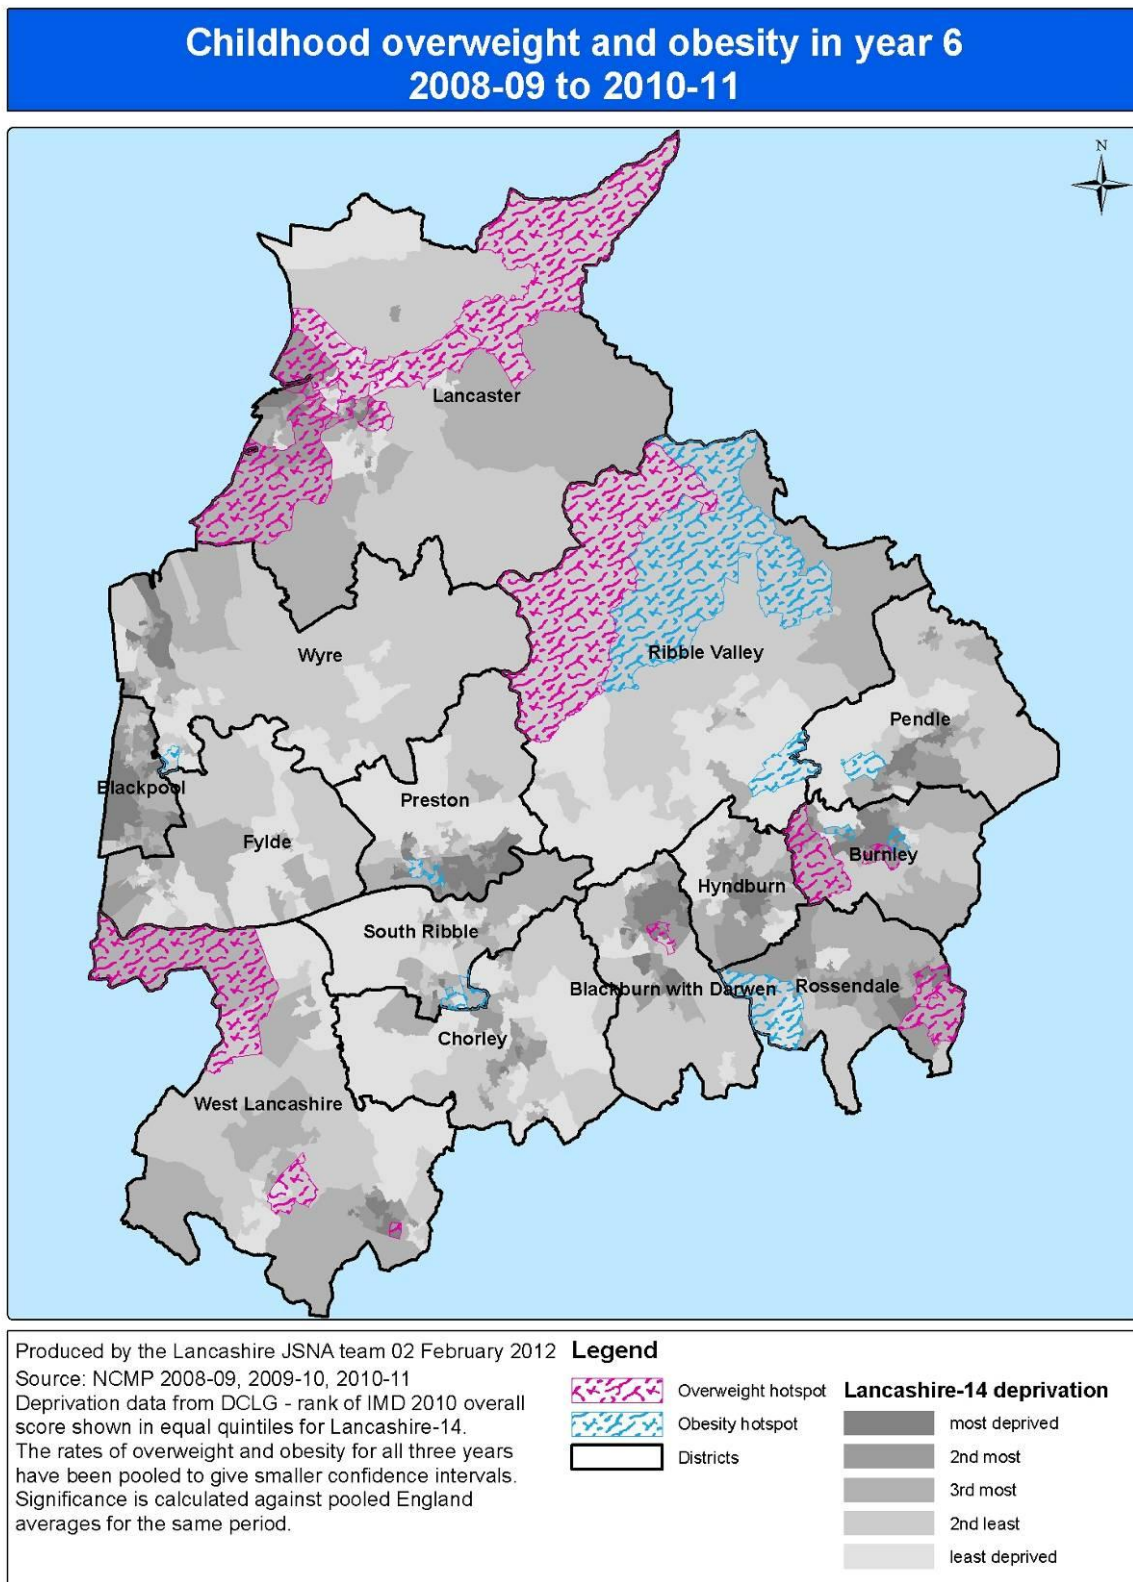 Childhood overweight and obesity in year 6
2008-09 to 2010-11
N
Lancaster
Wyre
Ribble Valley
Pendle
Blackpool
Preston
Fylde
Burnley
Hyndburn
South Ribble
Blackburn with Darwen
Rossendale
Chorley
West Lancashire
Produced by the Lancashire JSNA team 02 February 2012
Source: NCMP 2008-09, 2009-10, 2010-11
Deprivation data from DCLG - rank of IMD 2010 overall
score shown in equal quintiles for Lancashire-14.
The rates of overweight and obesity for all three years
have been pooled to give smaller confidence intervals.
Significance is calculated against pooled England
averages for the same period.
Legend
Overweight hotspot
Obesity hotspot
Districts
Lancashire-14 deprivation
most deprived
2nd most
3rd most
2nd least
least deprived